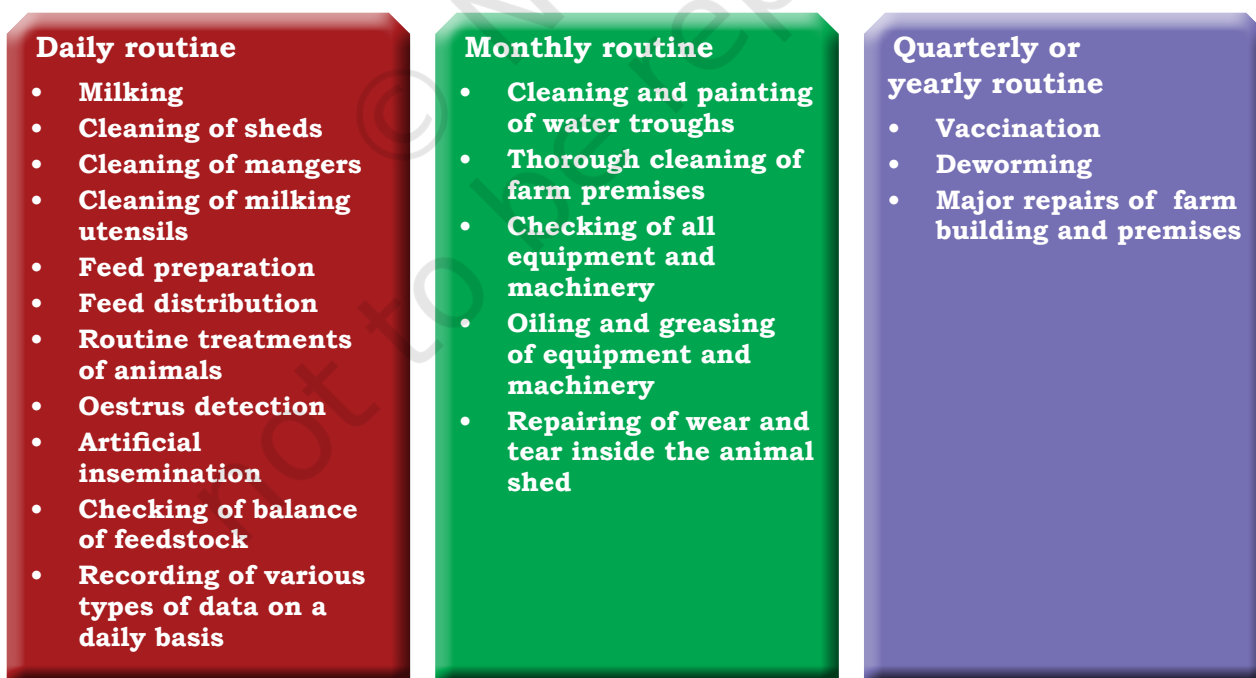 Daily routine
• Milking
• Cleaning of sheds
• Cleaning of mangers
• Cleaning of milking
utensils
• Feed preparation
• Feed distribution
• Routine treatments
of animals
• Oestrus detection
• Artificial
insemination
• Checking of balance
of feedstock
• Recording of various
types of data on a
daily basis
Monthly routine
• Cleaning and painting
of water troughs
• Thorough cleaning of
farm premises
• Checking of all
equipment and
machinery
• Oiling and greasing
of equipment and
machinery
• Repairing of wear and
tear inside the animal
shed
Quarterly or
yearly routine
• Vaccination
• Deworming
• Major repairs of farm
building and premises
© N
not to be rep